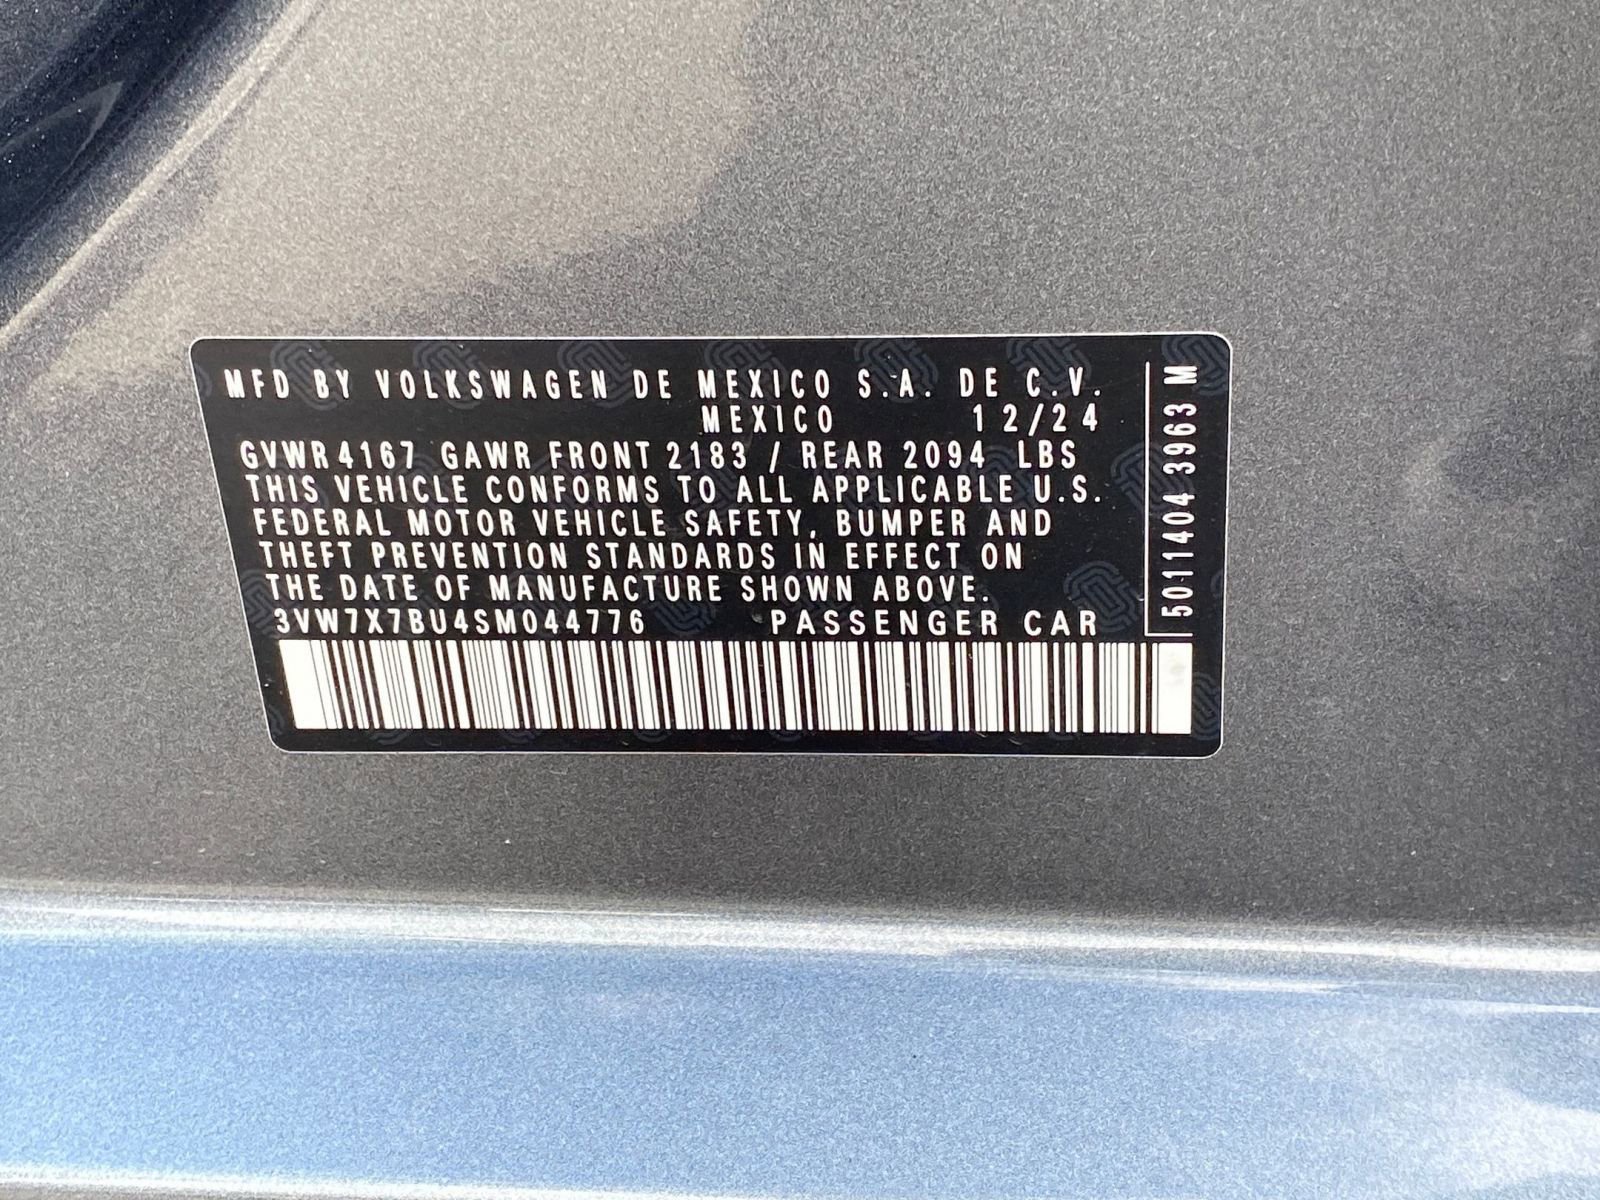 MFD BY VOLKSWAGEN DE MEXICO S.A. DE C.V.
MEXICO 12/24
GVWR 4167 GAWR FRONT 2183 / REAR 2094 LBS
THIS VEHICLE CONFORMS TO ALL APPLICABLE U.S.
FEDERAL MOTOR VEHICLE SAFETY, BUMPER AND
THEFT PREVENTION STANDARDS IN EFFECT ON
THE DATE OF MANUFACTURE SHOWN ABOVE.
3VW7X7BU4SM044776 PASSENGER CAR
5011404 3963 M